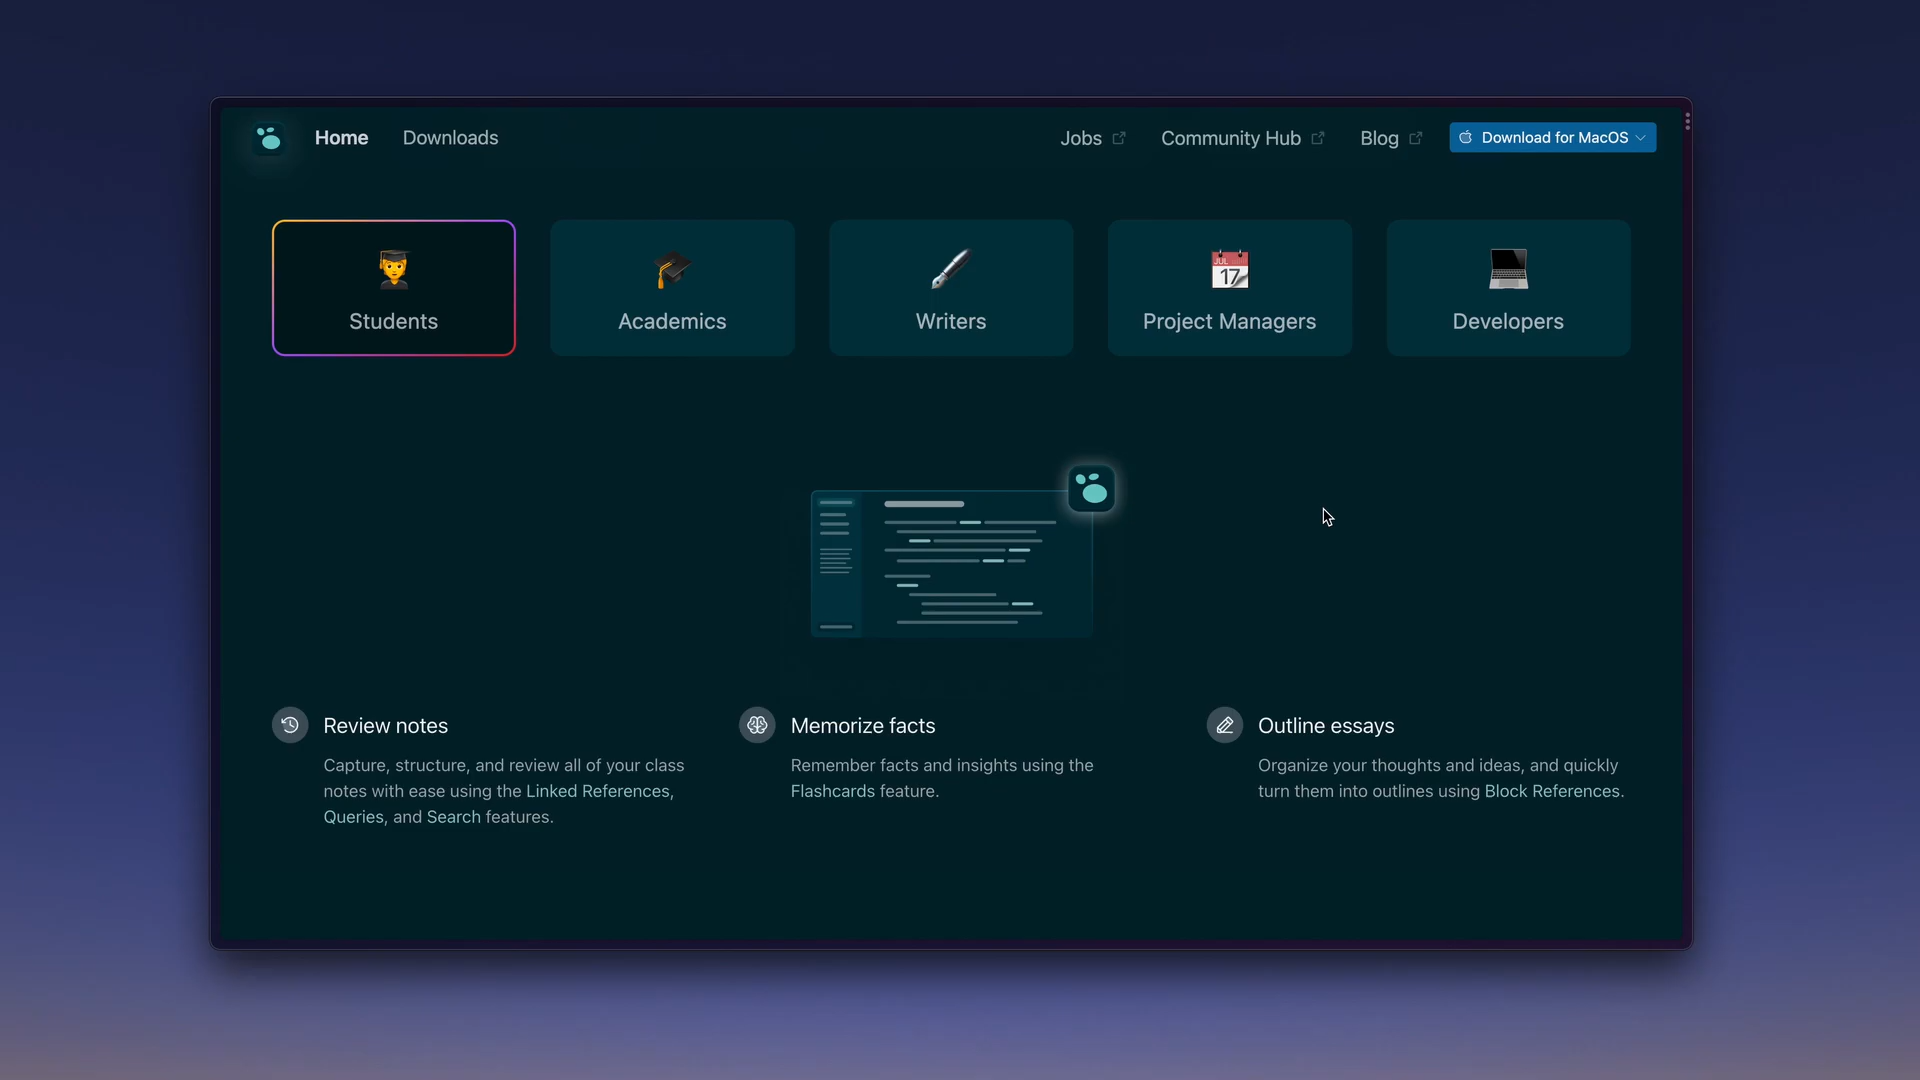 Home
Downloads
Jobs
Community Hub
Blog
Download for MacOS
Students
Academics
Writers
JUL
17
Project Managers
Developers
Review notes
Capture, structure, and review all of your class
notes with ease using the Linked References,
Queries, and Search features.
Memorize facts
Remember facts and insights using the
Flashcards feature.
Outline essays
Organize your thoughts and ideas, and quickly
turn them into outlines using Block References.